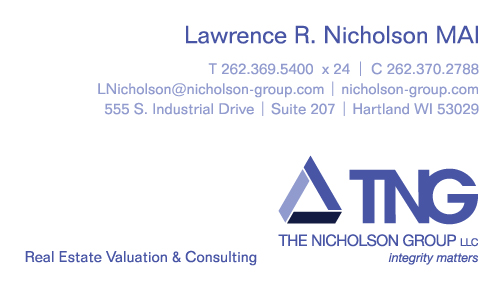 Lawrence R. Nicholson MAI
T 262.369.5400 x 24 | C 262.370.2788
LNicholson@nicholson-group.com | nicholson-group.com
555 S. Industrial Drive | Suite 207 | Hartland WI 53029
TNG
THE NICHOLSON GROUP LLC
Real Estate Valuation & Consulting
integrity matters